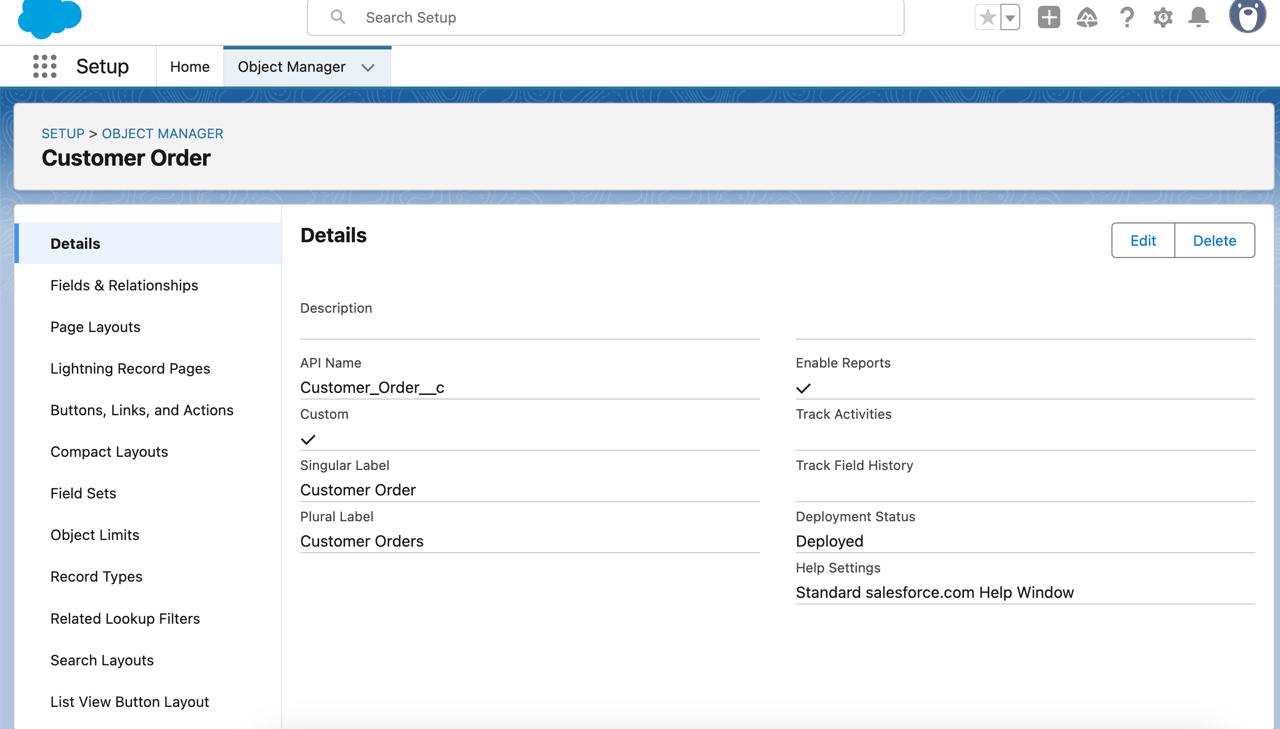 Search Setup
Setup
Home
Object Manager
SETUP > OBJECT MANAGER
Customer Order
Details
Fields & Relationships
Page Layouts
Lightning Record Pages
Buttons, Links, and Actions
Compact Layouts
Field Sets
Object Limits
Record Types
Related Lookup Filters
Search Layouts
List View Button Layout
Details
Edit
Delete
Description
API Name
Customer_Order__c
Custom
Singular Label
Customer Order
Plural Label
Customer Orders
Enable Reports
Track Activities
Track Field History
Deployment Status
Deployed
Help Settings
Standard salesforce.com Help Window